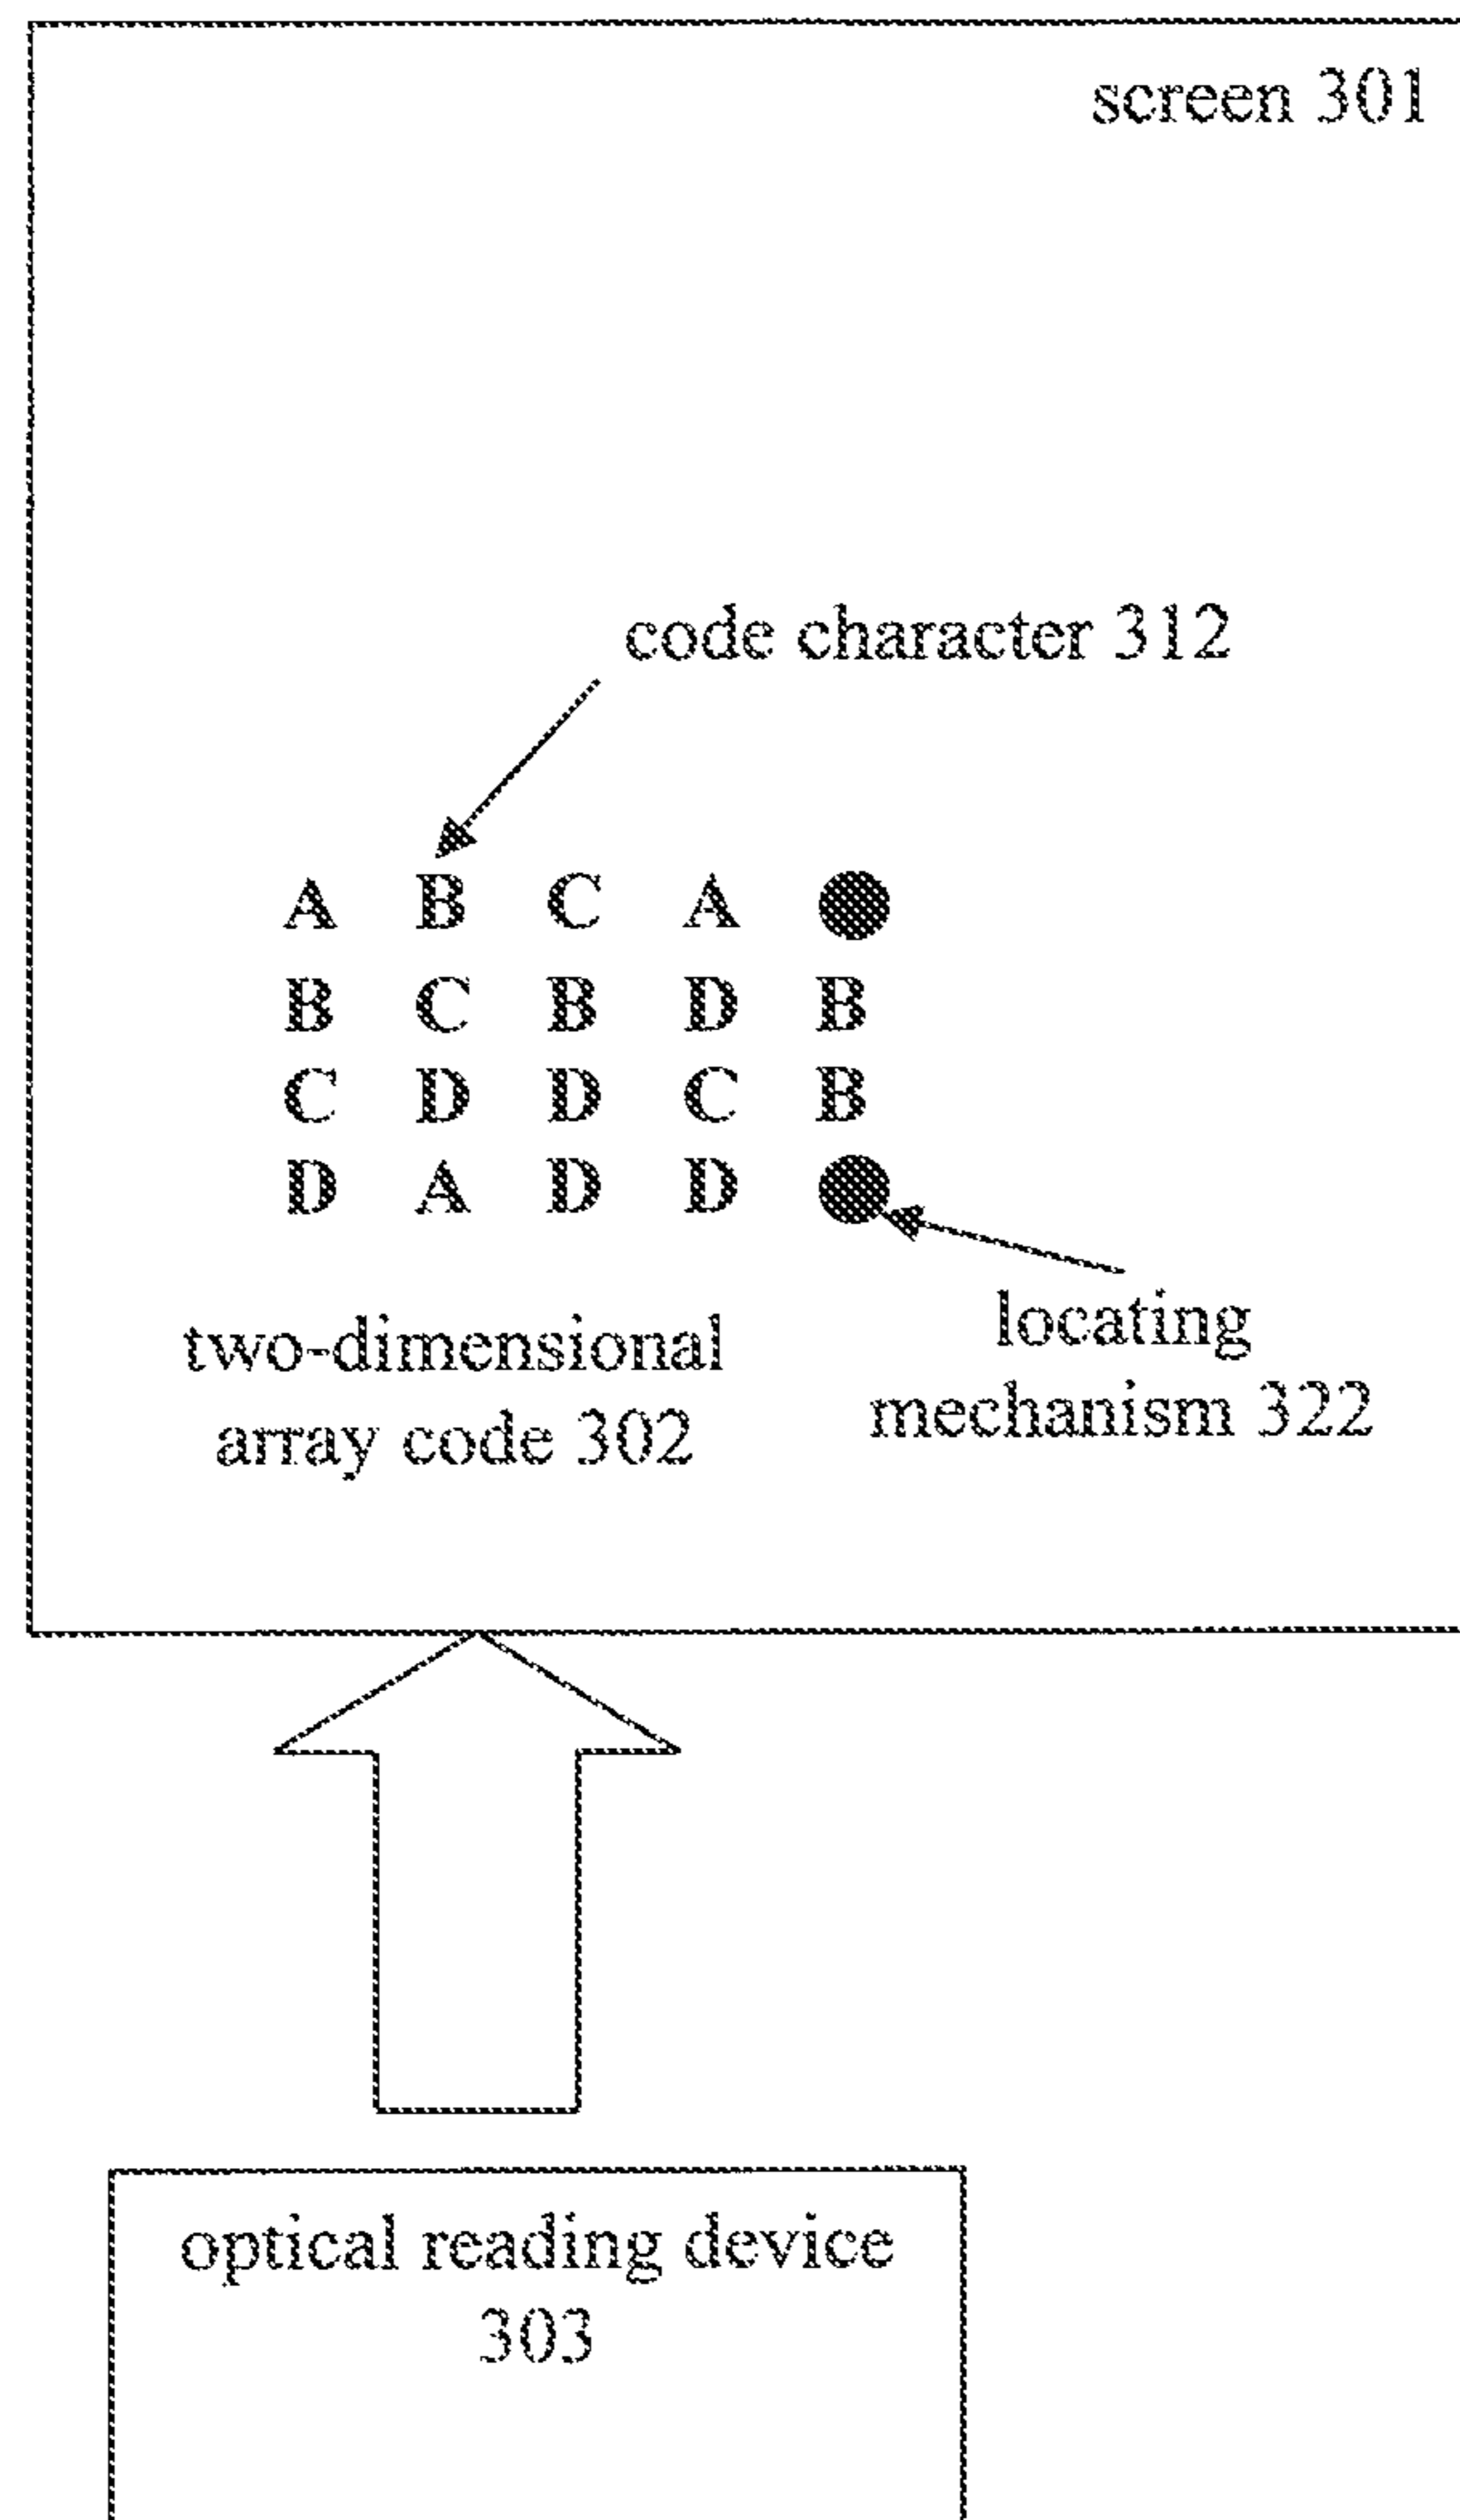 screen 301
code character 312
A B C A
B C B D B
C D D C B
D A D D
locating
mechanism 322
two-dimensional
array code 302
optical reading device
303